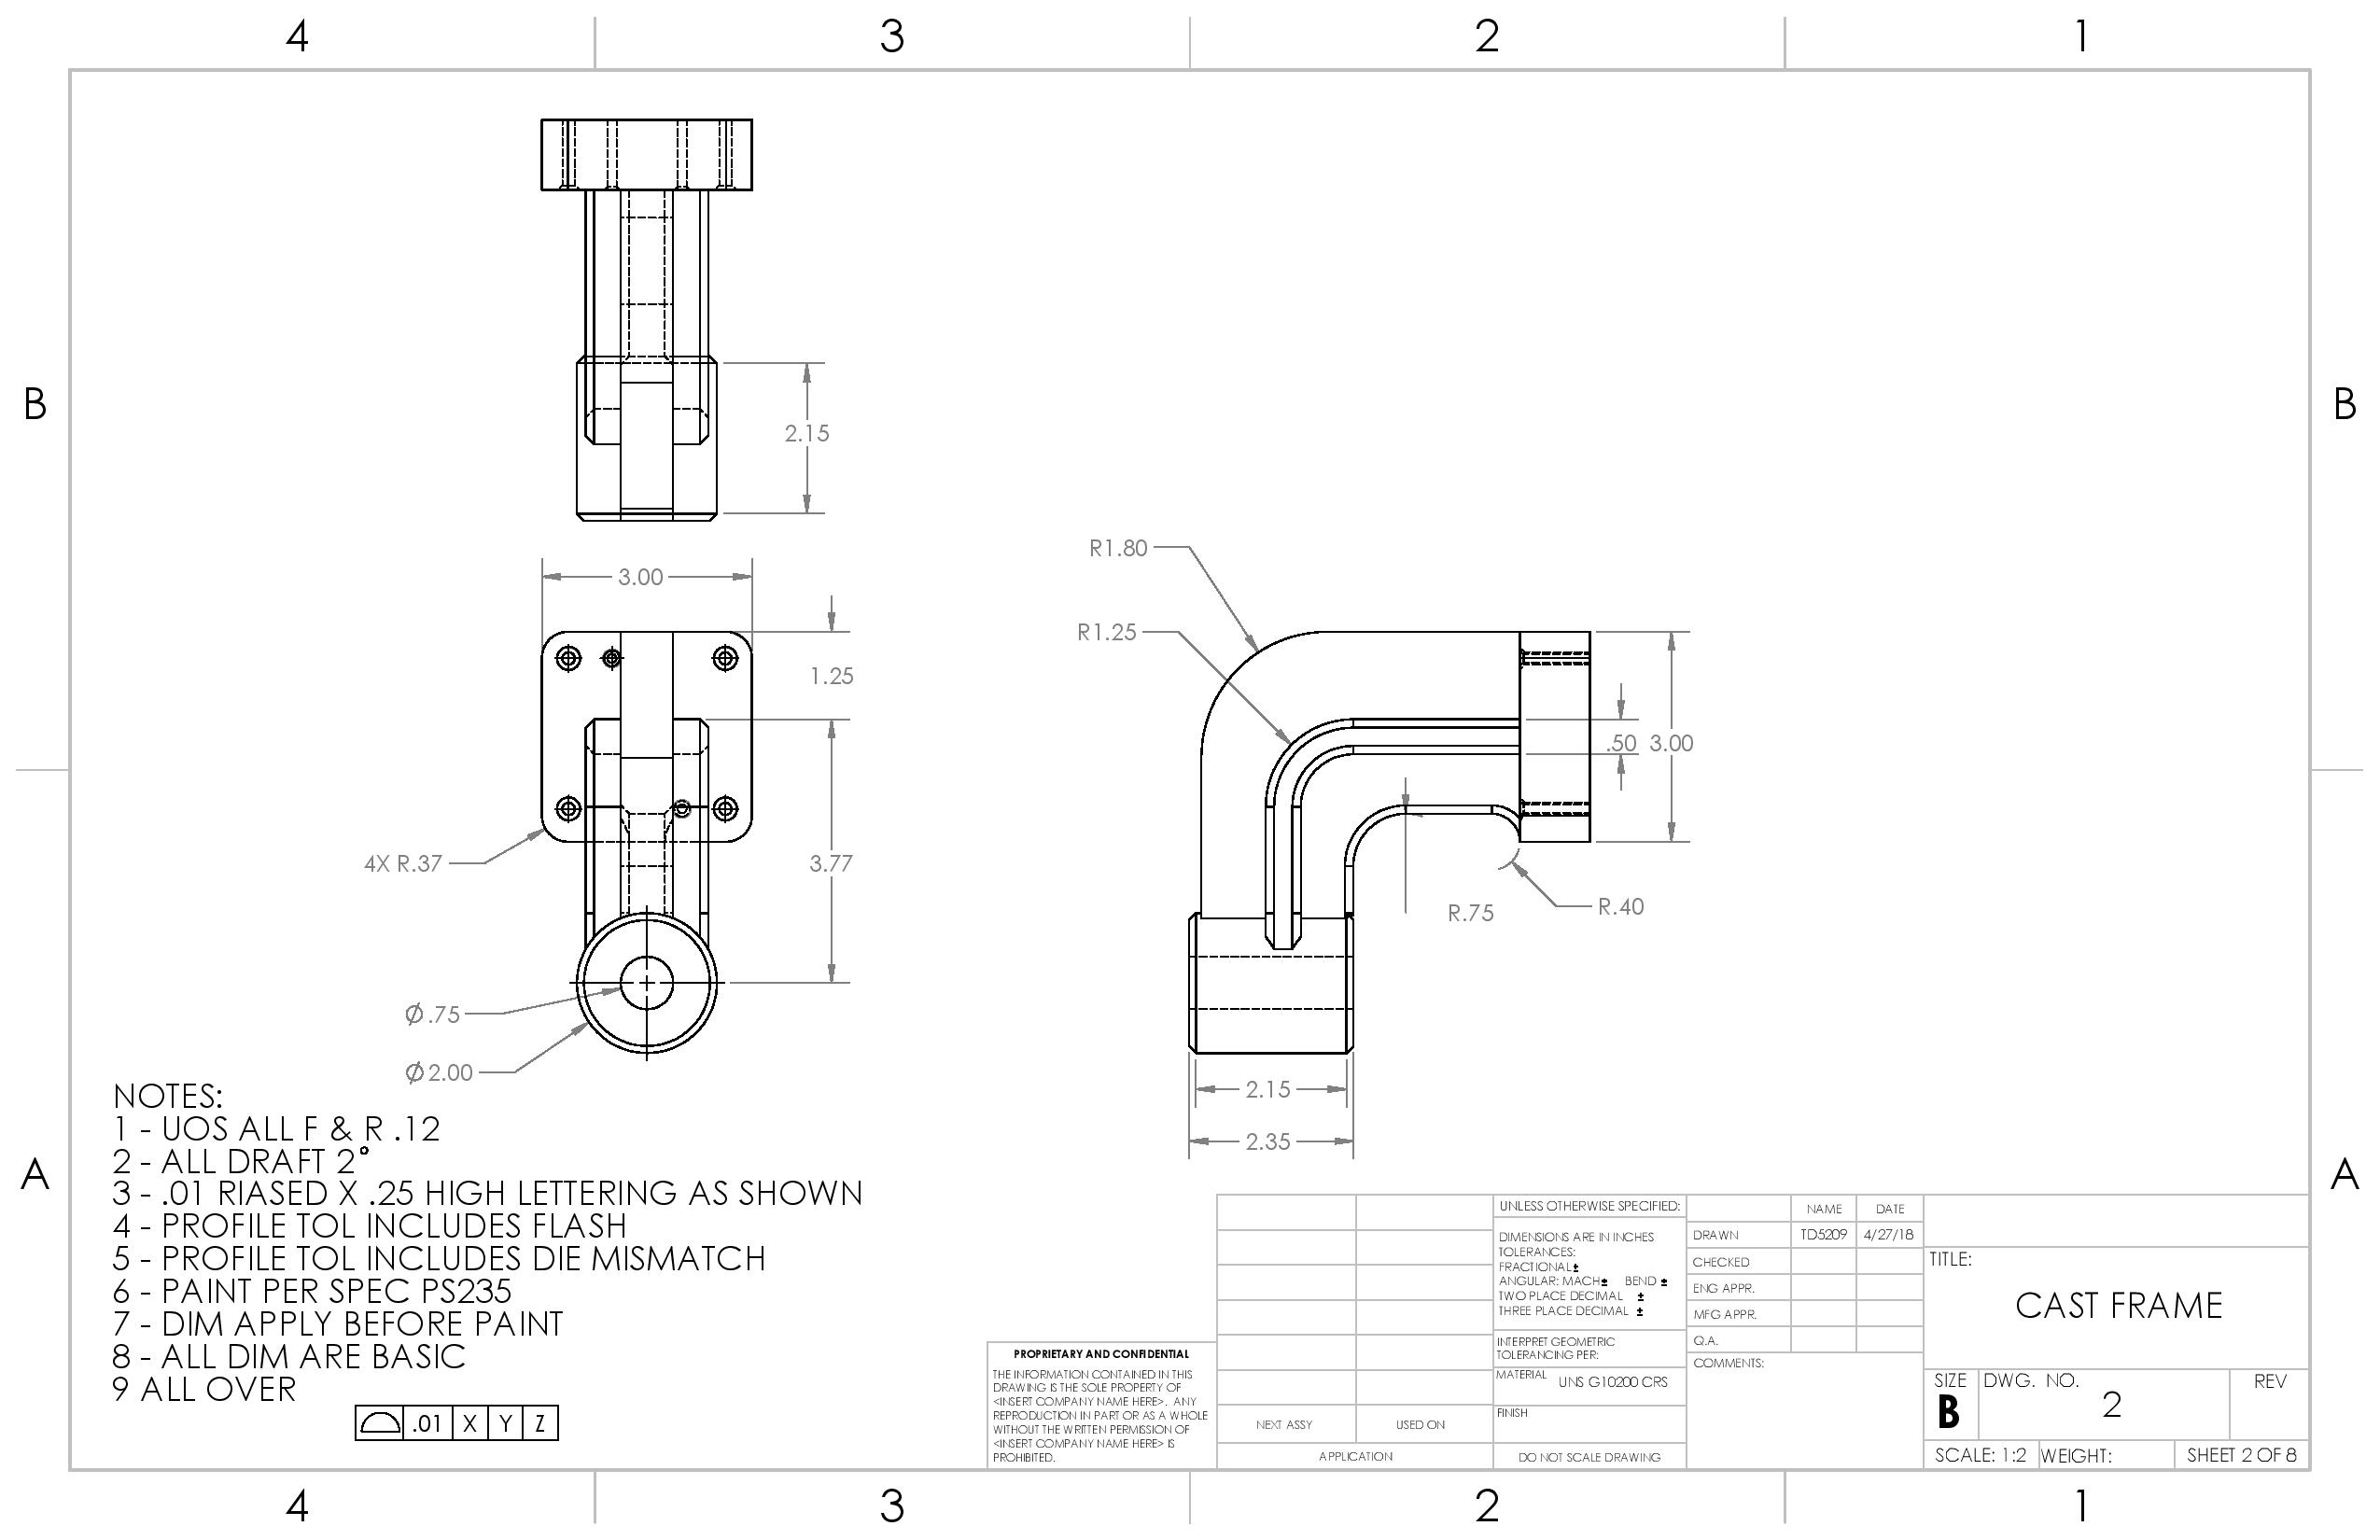 4 3 2 1
B
B
2.15
3.00
1.25
4X R.37
3.77
Ø.75
Ø2.00
R1.80
R1.25
.50 3.00
R.75
R.40
2.15
2.35
A
A
NOTES:
1 - UOS ALL F & R .12
2 - ALL DRAFT 2°
3 - .01 RIASED X .25 HIGH LETTERING AS SHOWN
4 - PROFILE TOL INCLUDES FLASH
5 - PROFILE TOL INCLUDES DIE MISMATCH
6 - PAINT PER SPEC PS235
7 - DIM APPLY BEFORE PAINT
8 - ALL DIM ARE BASIC
9 ALL OVER
⌓ .01 X Y Z
PROPRIETARY AND CONFIDENTIAL
THE INFORMATION CONTAINED IN THIS
DRAWING IS THE SOLE PROPERTY OF
<INSERT COMPANY NAME HERE>. ANY
REPRODUCTION IN PART OR AS A WHOLE
WITHOUT THE WRITTEN PERMISSION OF
<INSERT COMPANY NAME HERE> IS
PROHIBITED.
NEXT ASSY
USED ON
APPLICATION
UNLESS OTHERWISE SPECIFIED:
DIMENSIONS ARE IN INCHES
TOLERANCES:
FRACTIONAL±
ANGULAR: MACH± BEND ±
TWO PLACE DECIMAL ±
THREE PLACE DECIMAL ±
INTERPRET GEOMETRIC
TOLERANCING PER:
MATERIAL
UNS G10200 CRS
FINISH
DO NOT SCALE DRAWING
NAME DATE
DRAWN TD5209 4/27/18
CHECKED
ENG APPR.
MFG APPR.
Q.A.
COMMENTS:
TITLE:
CAST FRAME
SIZE DWG. NO. REV
B 2
SCALE: 1:2 WEIGHT: SHEET 2 OF 8
4 3 2 1